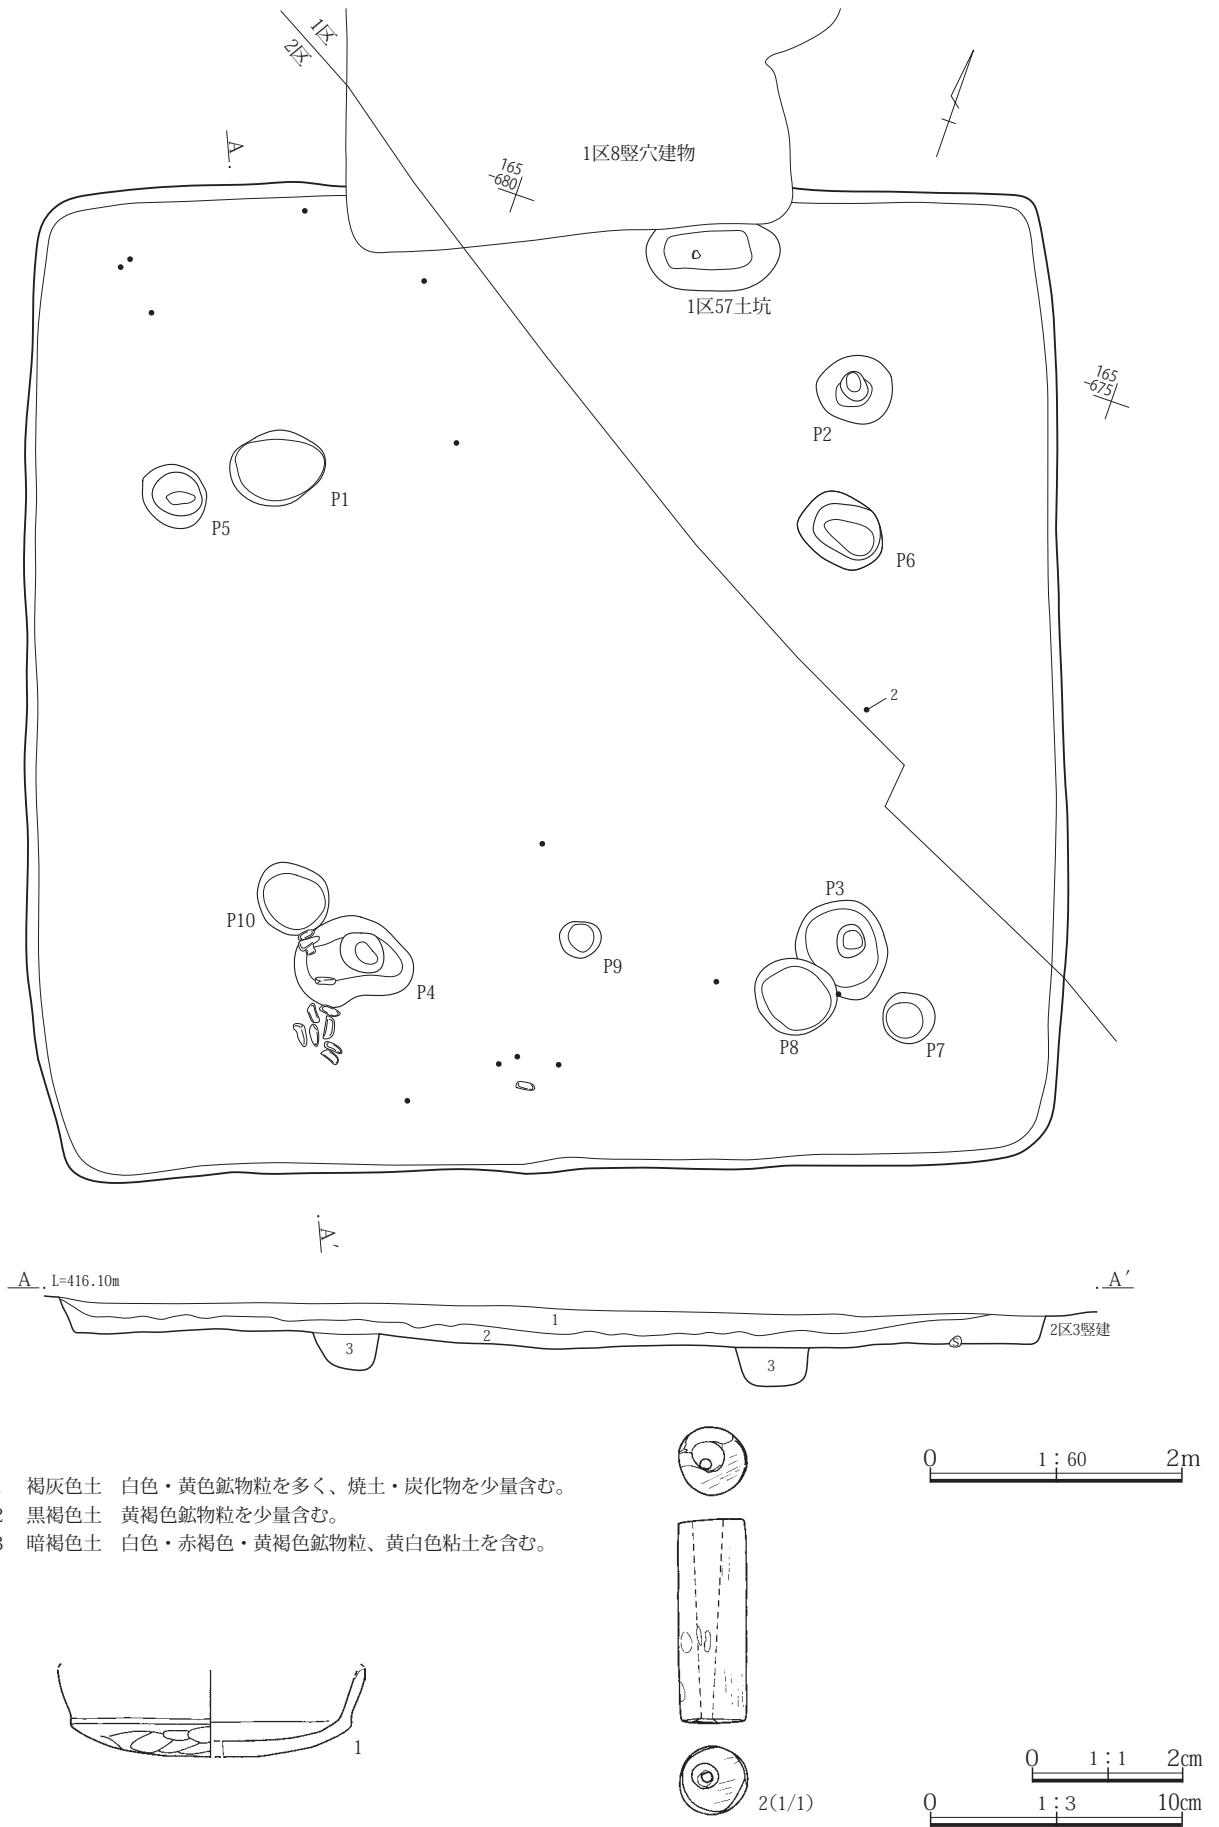 1区
2区
A
165
-680
1区8竪穴建物
1区57土坑
165
-675
P2
P1
P5
P6
2
P3
P10
P9
P4
P8
P7
A′
A L=416.10m
A′
1
2
3
3
S
2区3竪建
褐灰色土 白色・黄色鉱物粒を多く、焼土・炭化物を少量含む。
2 黒褐色土 黄褐色鉱物粒を少量含む。
3 暗褐色土 白色・赤褐色・黄褐色鉱物粒、黄白色粘土を含む。
0 1:60 2m
1
2(1/1)
0 1:1 2cm
0 1:3 10cm